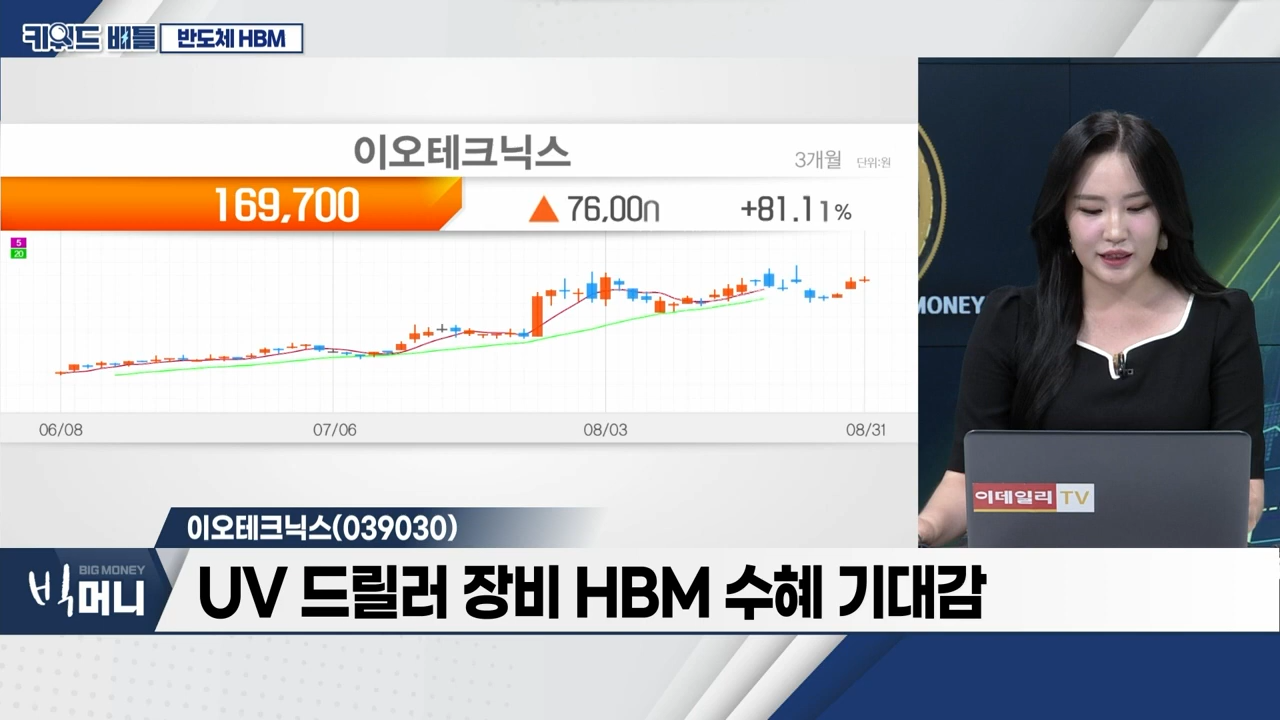 키워드 배틀 반도체 HBM
이오테크닉스
3개월 단위:원
169,700 ▲ 76,00 +81.11%
5
20
06/08 07/06 08/03 08/31
MONEY
이데일리 TV
이오테크닉스(039030)
BIG MONEY
빅머니
UV 드릴러 장비 HBM 수혜 기대감